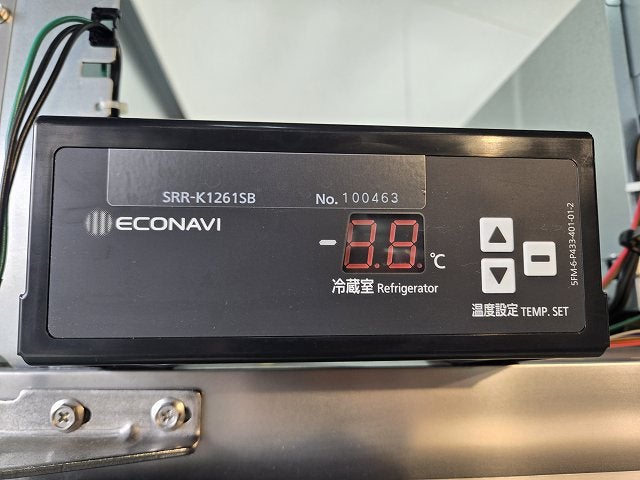 SRR-K1261SB No. 100463
ECONAVI
-3.8 ℃
冷蔵室 Refrigerator
▲
▼ -
温度設定 TEMP. SET
5FM-6-P433-401-01-2